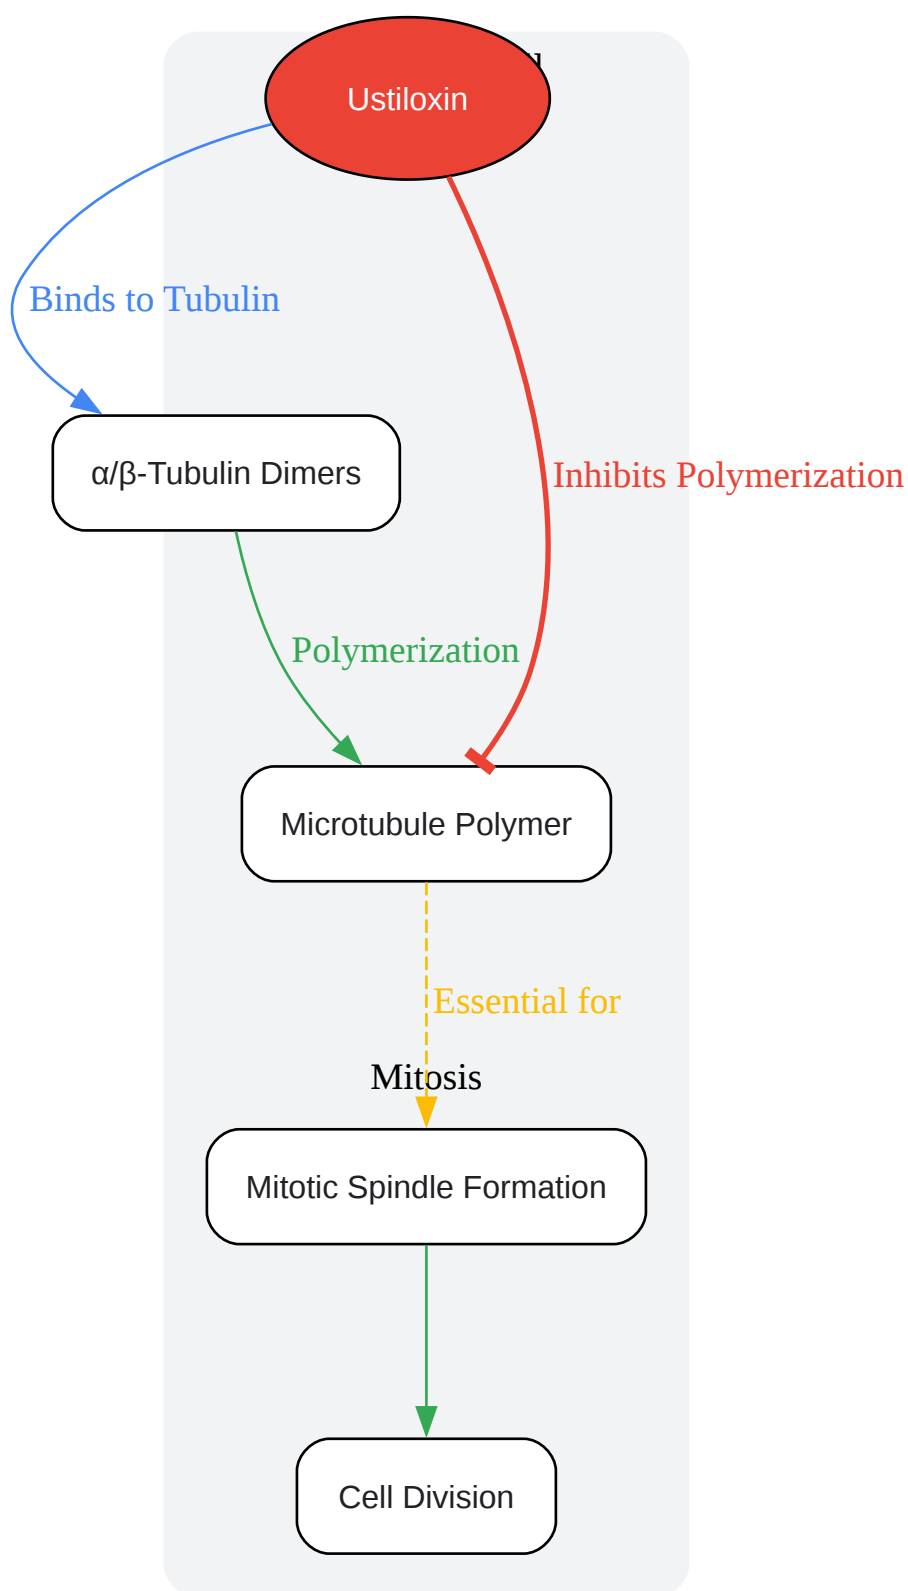 Ustiloxin
Binds to Tubulin
α/β-Tubulin Dimers
Inhibits Polymerization
Polymerization
Microtubule Polymer
Essential for
Mitosis
Mitotic Spindle Formation
Cell Division